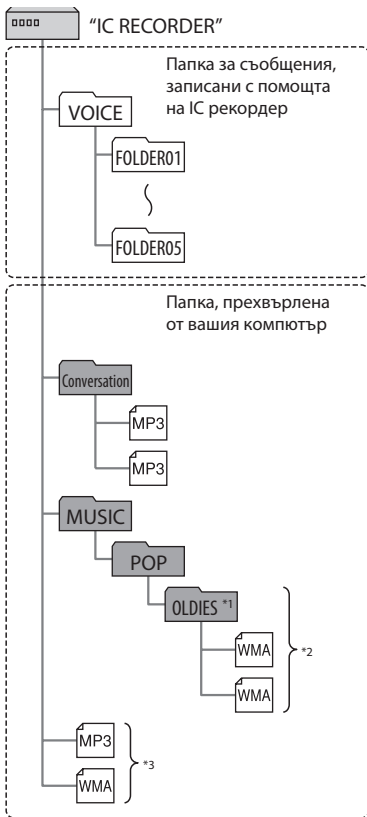 “IC RECORDER”
Папка за съобщения,
записани с помощта
на IC рекордер
VOICE
FOLDER01
FOLDER05
Папка, прехвърлена
от вашия компютър
Conversation
MP3
MP3
MUSIC
POP
OLDIES *1
WMA
*2
WMA
MP3
*3
WMA